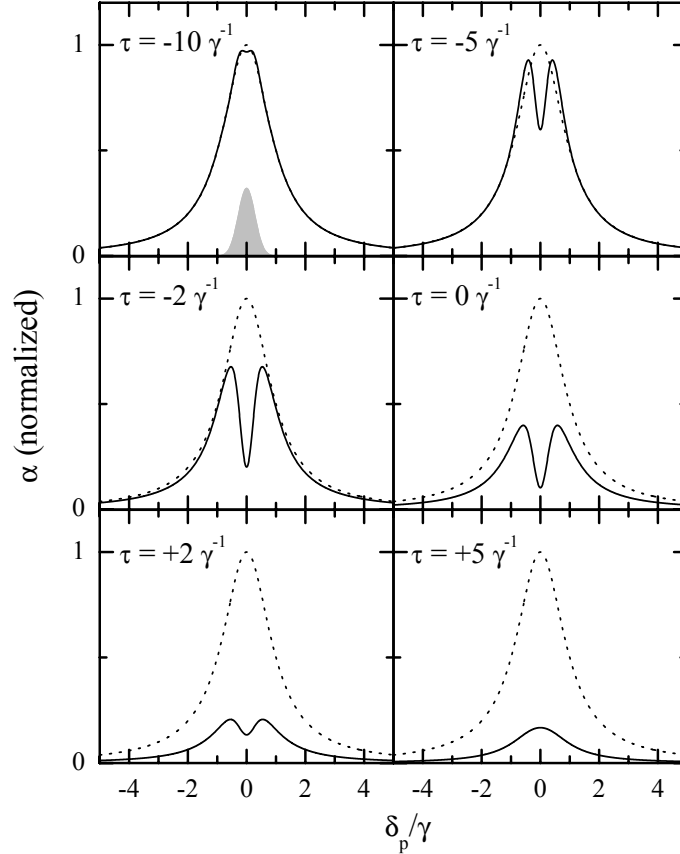 1
τ = -10 γ⁻¹
τ = -5 γ⁻¹
0
1
τ = -2 γ⁻¹
τ = 0 γ⁻¹
α (normalized)
0
1
τ = +2 γ⁻¹
τ = +5 γ⁻¹
0
-4 -2 0 2 4 -4 -2 0 2 4
δₚ/γ